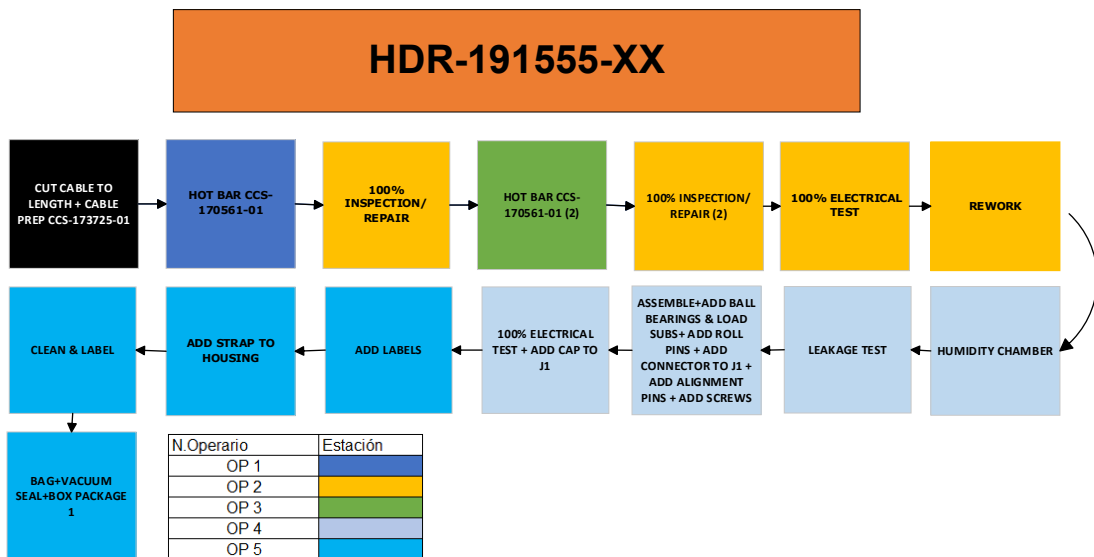 HDR-191555-XX
CUT CABLE TO
LENGTH + CABLE
PREP CCS-173725-01
HOT BAR CCS-
170561-01
100%
INSPECTION/
REPAIR
HOT BAR CCS-
170561-01 (2)
100% INSPECTION/
REPAIR (2)
100% ELECTRICAL
TEST
REWORK
HUMIDITY CHAMBER
LEAKAGE TEST
ASSEMBLE+ADD BALL
BEARINGS & LOAD
SUBS+ ADD ROLL
PINS + ADD
CONNECTOR TO J1 +
ADD ALIGNMENT
PINS + ADD SCREWS
100% ELECTRICAL
TEST + ADD CAP TO
J1
ADD LABELS
ADD STRAP TO
HOUSING
CLEAN & LABEL
BAG+VACUUM
SEAL+BOX PACKAGE
1
N.Operario Estación
OP 1
OP 2
OP 3
OP 4
OP 5